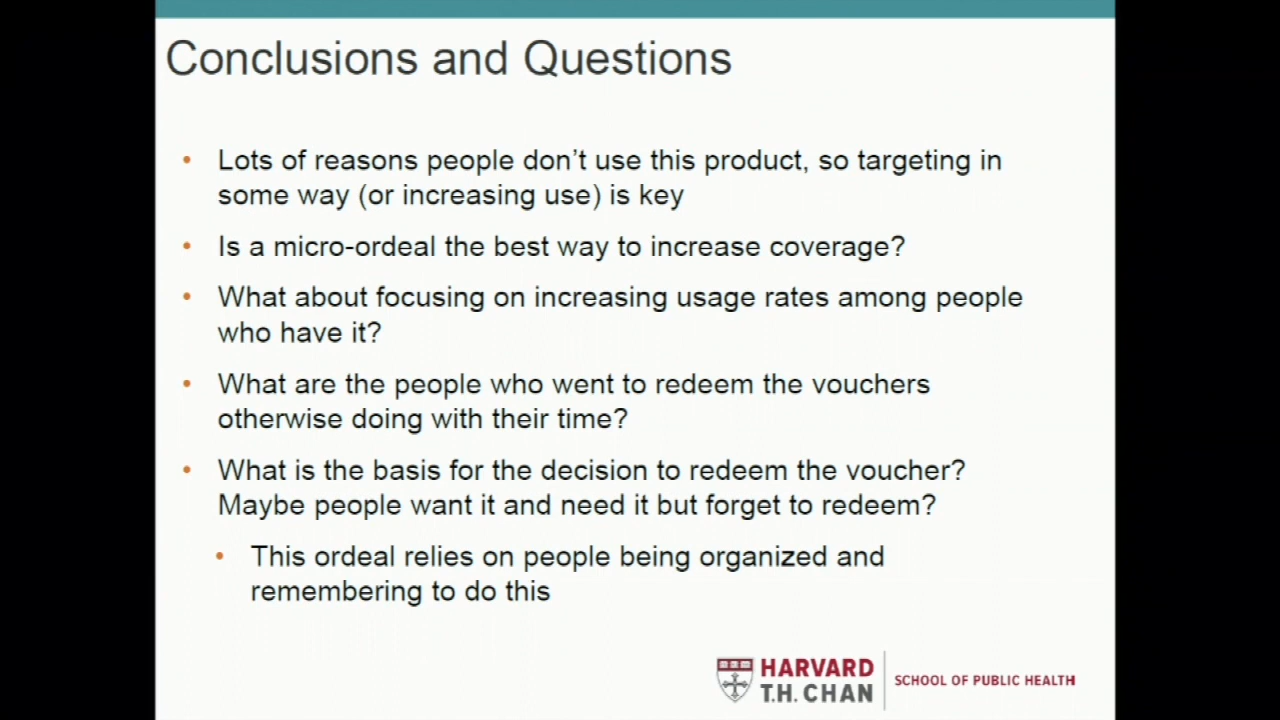 Conclusions and Questions
• Lots of reasons people don't use this product, so targeting in
some way (or increasing use) is key
• Is a micro-ordeal the best way to increase coverage?
• What about focusing on increasing usage rates among people
who have it?
• What are the people who went to redeem the vouchers
otherwise doing with their time?
• What is the basis for the decision to redeem the voucher?
Maybe people want it and need it but forget to redeem?
• This ordeal relies on people being organized and
remembering to do this
HARVARD
T.H. CHAN
SCHOOL OF PUBLIC HEALTH